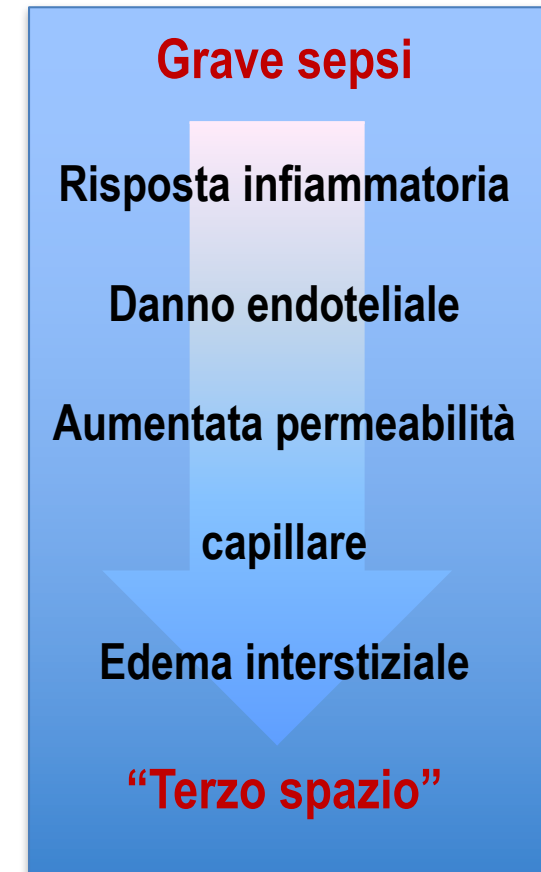 Grave sepsi
Risposta infiammatoria
Danno endoteliale
Aumentata permeabilità
capillare
Edema interstiziale
“Terzo spazio”